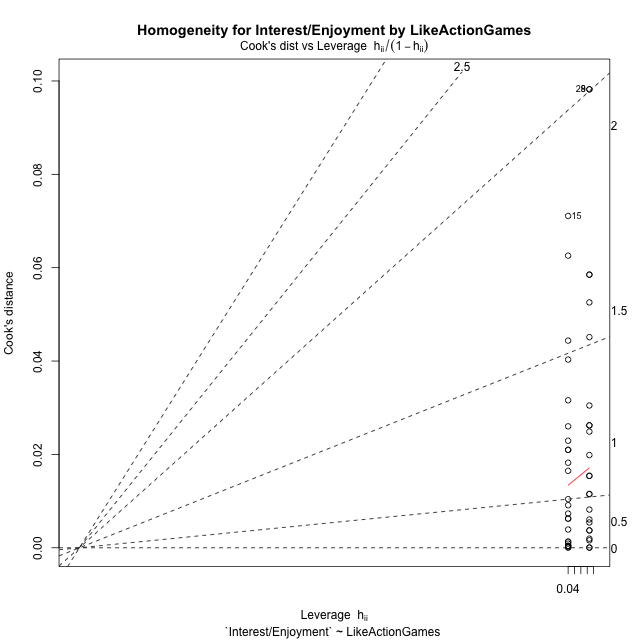 Homogeneity for Interest/Enjoyment by LikeActionGames
Cook's dist vs Leverage hii/(1 − hii)
2.5
2
1.5
1
0.5
0
0.10
0.08
0.06
0.04
0.02
0.00
Cook's distance
15
0.04
Leverage hii
`Interest/Enjoyment` ~ LikeActionGames